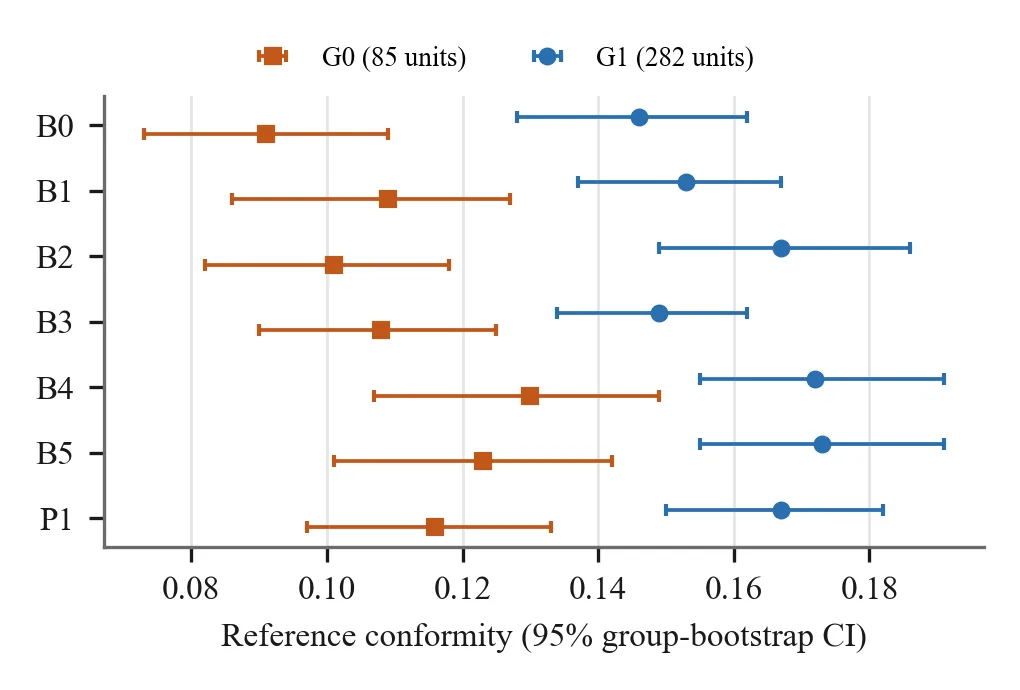 G0 (85 units) G1 (282 units)
B0
B1
B2
B3
B4
B5
P1
0.08 0.10 0.12 0.14 0.16 0.18
Reference conformity (95% group-bootstrap CI)